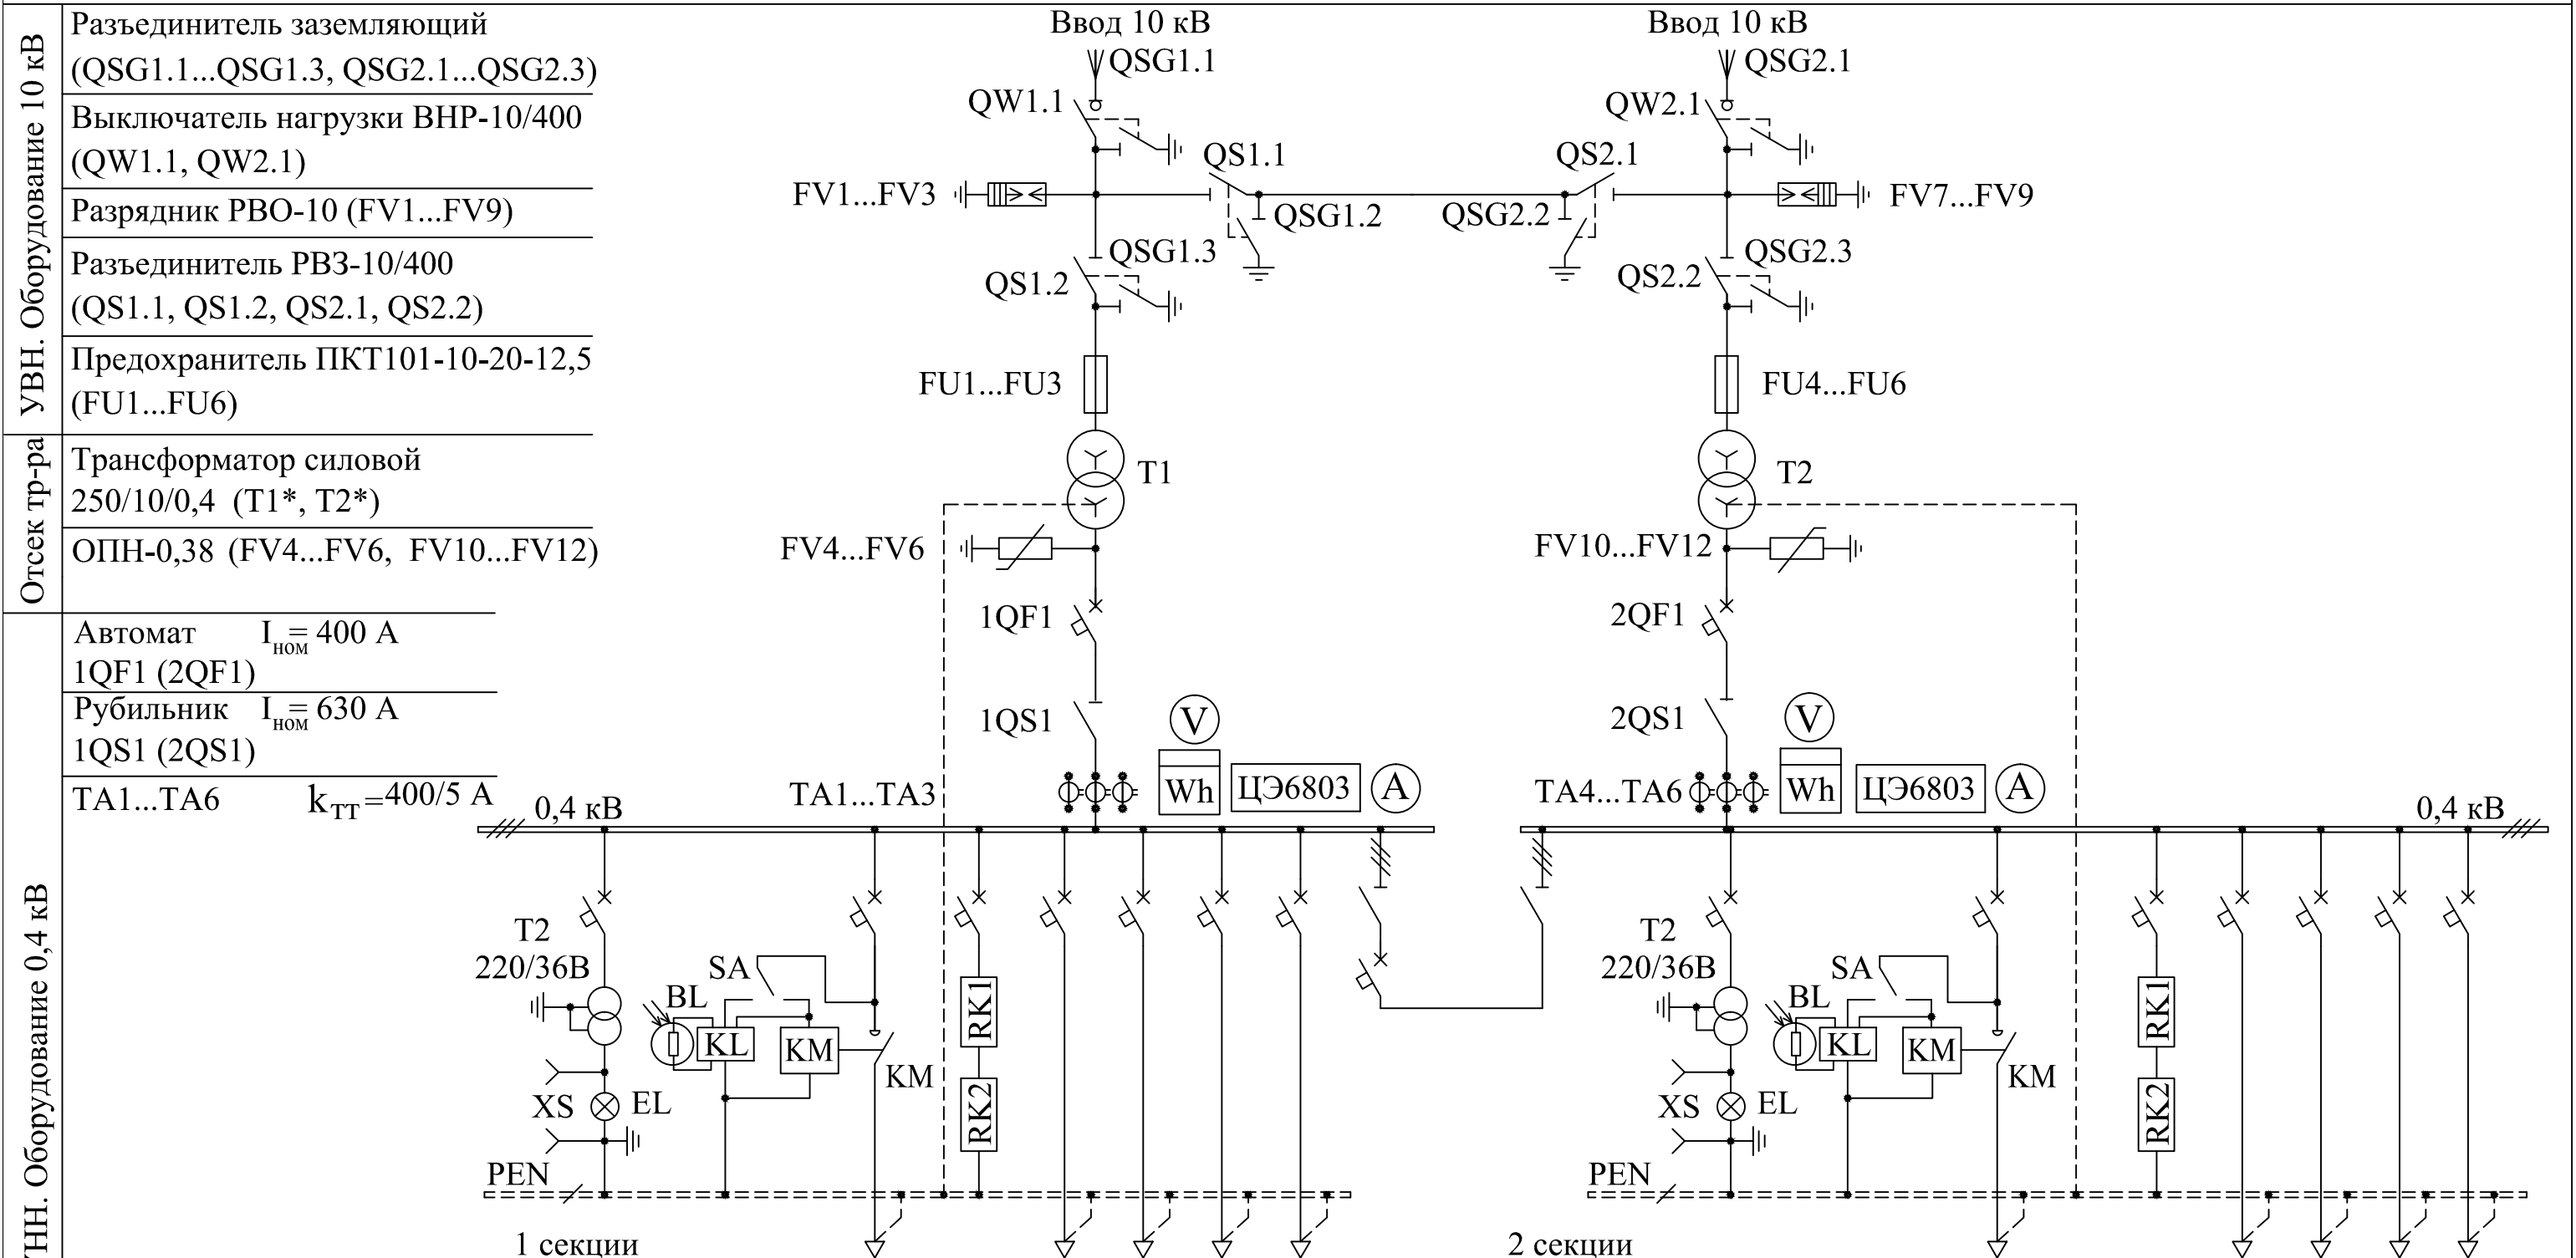 УВН. Оборудование 10 кВ
Разъединитель заземляющий
(QSG1.1...QSG1.3, QSG2.1...QSG2.3)
Выключатель нагрузки ВНР-10/400
(QW1.1, QW2.1)
Разрядник РВО-10 (FV1...FV9)
Разъединитель РВЗ-10/400
(QS1.1, QS1.2, QS2.1, QS2.2)
Предохранитель ПКТ101-10-20-12,5
(FU1...FU6)
Отсек тр-ра
Трансформатор силовой
250/10/0,4 (T1*, T2*)
ОПН-0,38 (FV4...FV6, FV10...FV12)
Оборудование 0,4 кВ
Автомат Iном= 400 А
1QF1 (2QF1)
Рубильник Iном= 630 А
1QS1 (2QS1)
TA1...TA6 kтт=400/5 А
Ввод 10 кВ
QSG1.1
QW1.1
QS1.1
FV1...FV3
QSG1.2
QSG1.3
QS1.2
FU1...FU3
T1
FV4...FV6
1QF1
1QS1
V
TA1...TA3
Wh
ЦЭ6803
A
0,4 кВ
Ввод 10 кВ
QSG2.1
QW2.1
QS2.1
QSG2.2
FV7...FV9
QSG2.3
QS2.2
FU4...FU6
T2
FV10...FV12
2QF1
2QS1
V
TA4...TA6
Wh
ЦЭ6803
A
0,4 кВ
T2
220/36В
SA
BL
KL
KM
KM
RK1
RK2
XS
EL
PEN
1 секции
T2
220/36В
SA
BL
KL
KM
KM
RK1
RK2
XS
EL
PEN
2 секции